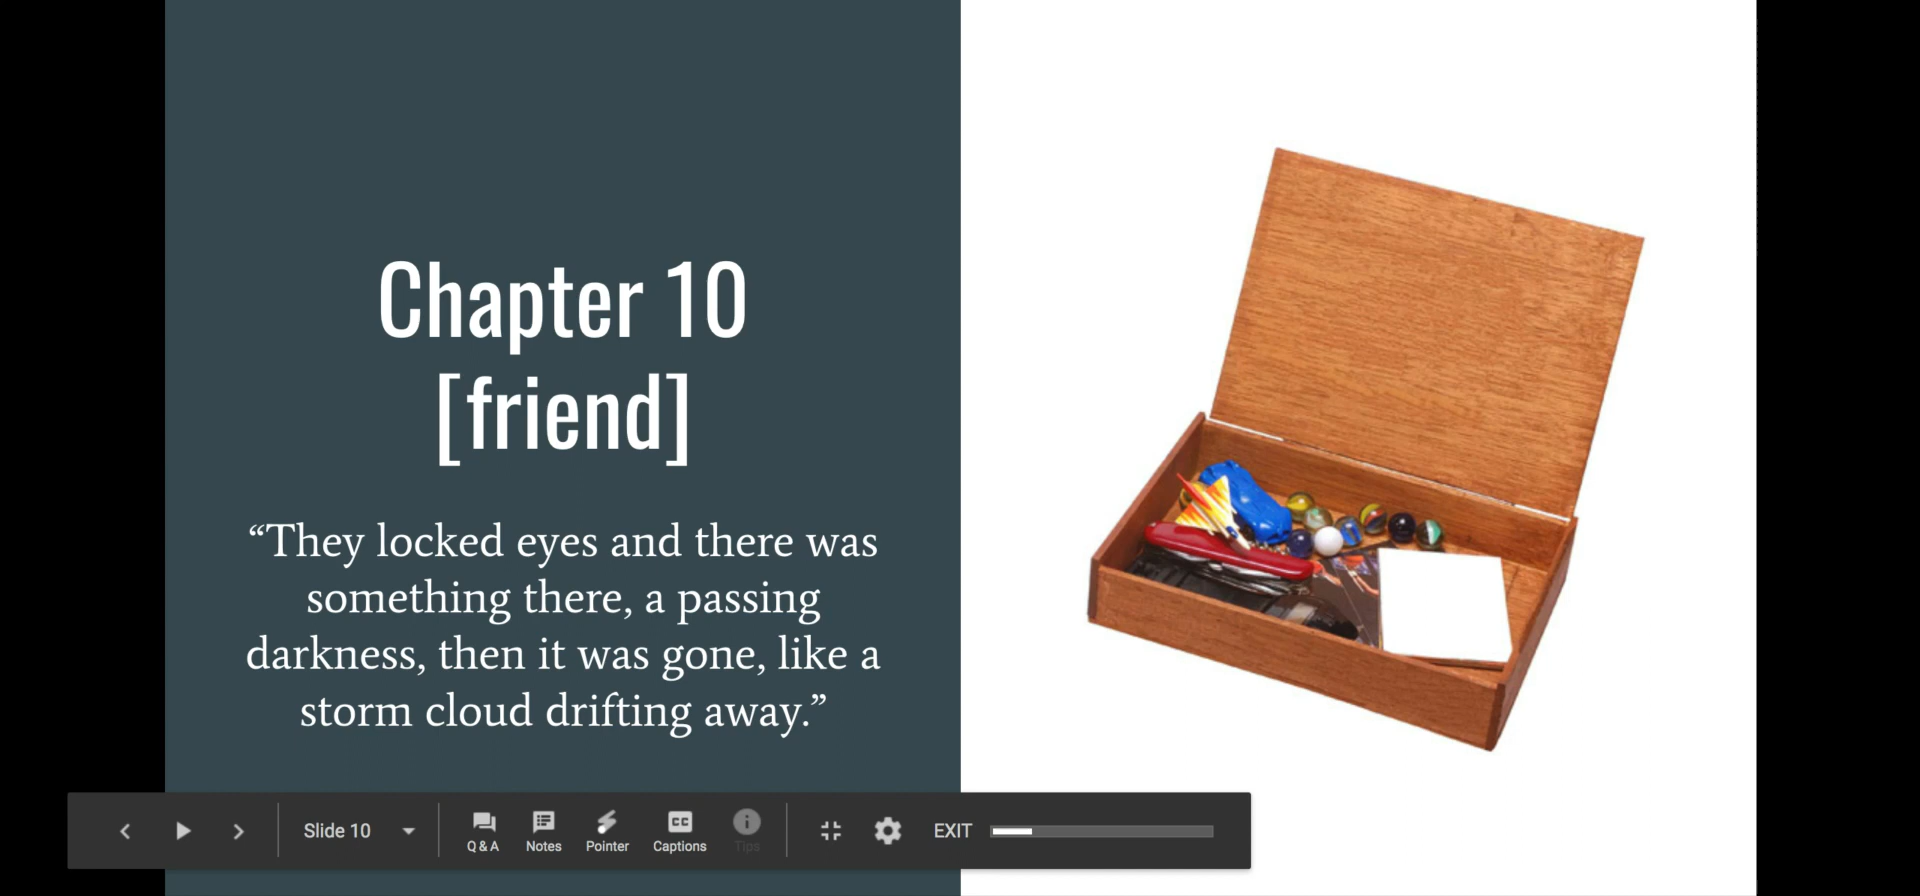 Chapter 10
[friend]
“They locked eyes and there was
something there, a passing
darkness, then it was gone, like a
storm cloud drifting away.”
Slide 10
Q & A
Notes
Pointer
CC
Captions
Tips
EXIT